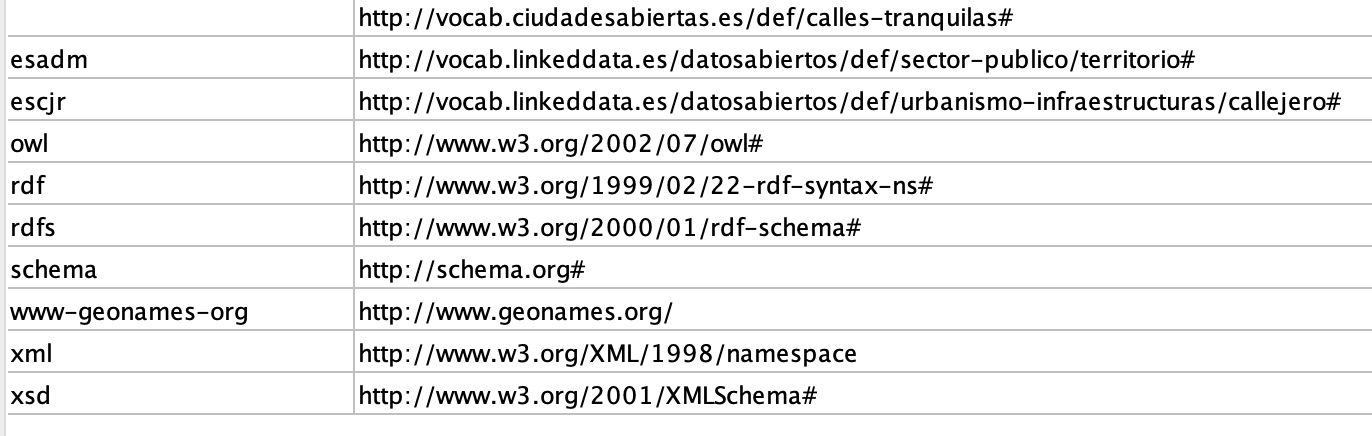 http://vocab.ciudadesabiertas.es/def/calles-tranquilas#
esadm http://vocab.linkeddata.es/datosabiertos/def/sector-publico/territorio#
escjr http://vocab.linkeddata.es/datosabiertos/def/urbanismo-infraestructuras/callejero#
owl http://www.w3.org/2002/07/owl#
rdf http://www.w3.org/1999/02/22-rdf-syntax-ns#
rdfs http://www.w3.org/2000/01/rdf-schema#
schema http://schema.org#
www-geonames-org http://www.geonames.org/
xml http://www.w3.org/XML/1998/namespace
xsd http://www.w3.org/2001/XMLSchema#